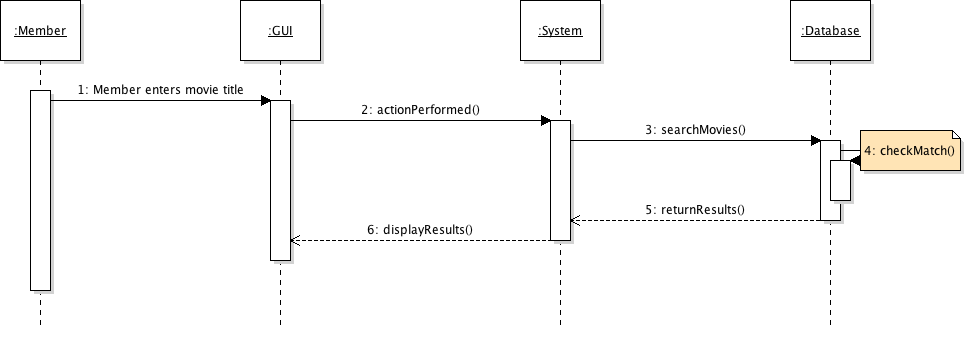 :Member
:GUI
:System
:Database
1: Member enters movie title
2: actionPerformed()
3: searchMovies()
4: checkMatch()
5: returnResults()
6: displayResults()